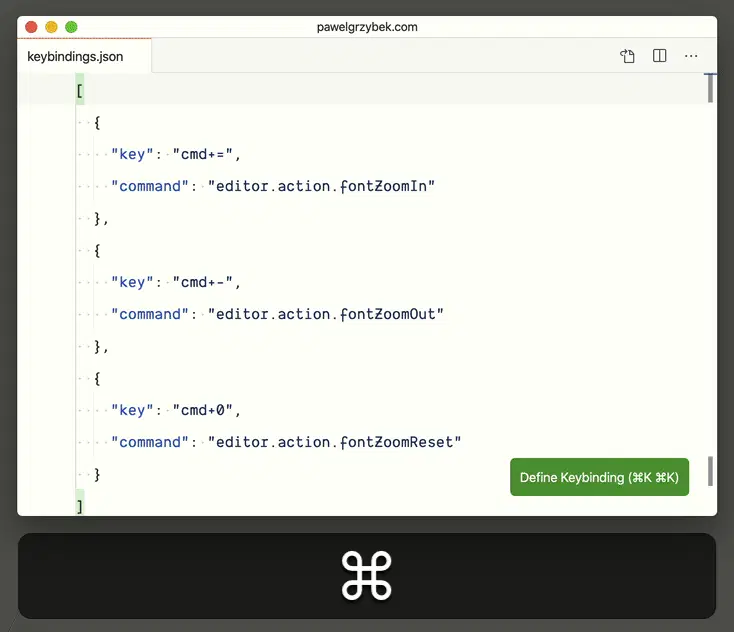 pawelgrzybek.com
keybindings.json
[
{
"key": "cmd+=",
"command": "editor.action.fontZoomIn"
},
{
"key": "cmd+-",
"command": "editor.action.fontZoomOut"
},
{
"key": "cmd+0",
"command": "editor.action.fontZoomReset"
}
Define Keybinding (⌘K ⌘K)
]
⌘